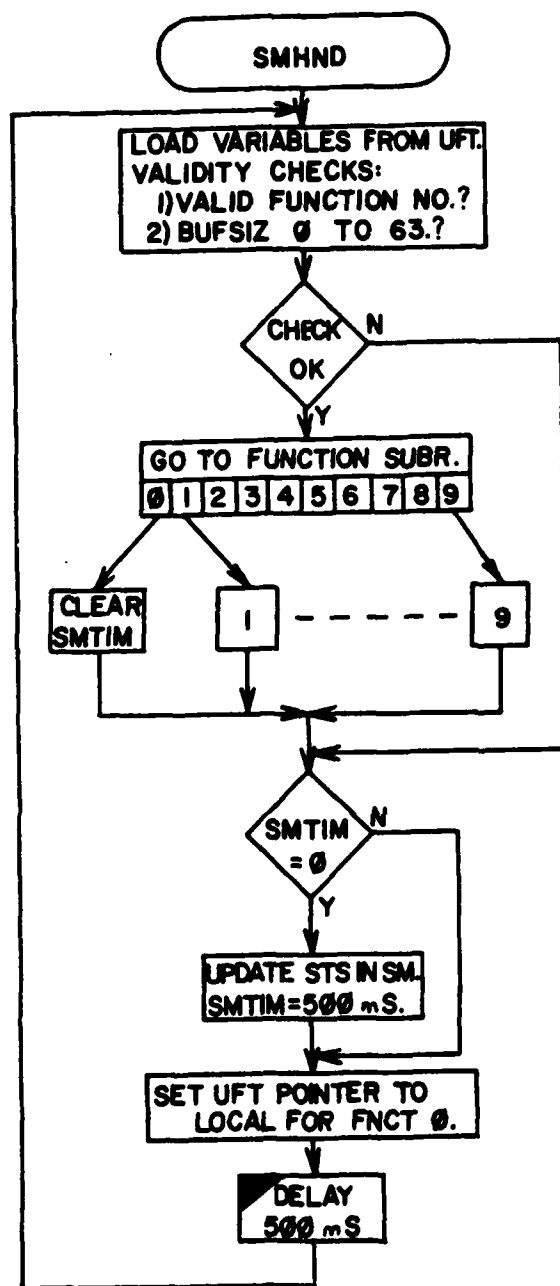 SMHND
LOAD VARIABLES FROM UFT.
VALIDITY CHECKS:
1)VALID FUNCTION NO.?
2) BUFSIZ Ø TO 63.?
CHECK
OK
N
Y
GO TO FUNCTION SUBR.
Ø 1 2 3 4 5 6 7 8 9
CLEAR
SMTIM
1
9
SMTIM
=Ø
N
Y
UPDATE STS IN SM.
SMTIM=5ØØ mS.
SET UFT POINTER TO
LOCAL FOR FNCT Ø.
DELAY
5ØØ mS